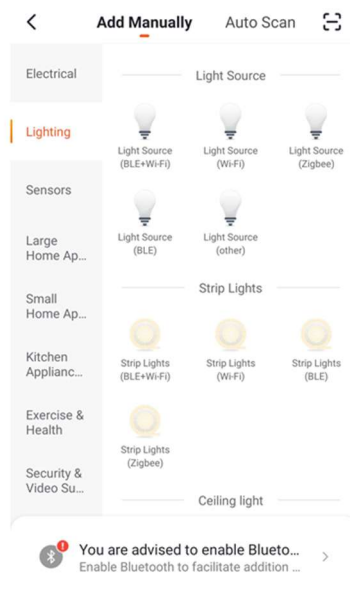 Add Manually
Auto Scan
Electrical
Lighting
Sensors
Large
Home Ap...
Small
Home Ap...
Kitchen
Applianc...
Exercise &
Health
Security &
Video Su...
Light Source
Light Source
(BLE+Wi-Fi)
Light Source
(Wi-Fi)
Light Source
(Zigbee)
Light Source
(BLE)
Light Source
(other)
Strip Lights
Strip Lights
(BLE+Wi-Fi)
Strip Lights
(Wi-Fi)
Strip Lights
(BLE)
Strip Lights
(Zigbee)
Ceiling light
You are advised to enable Blueto...
Enable Bluetooth to facilitate addition ...